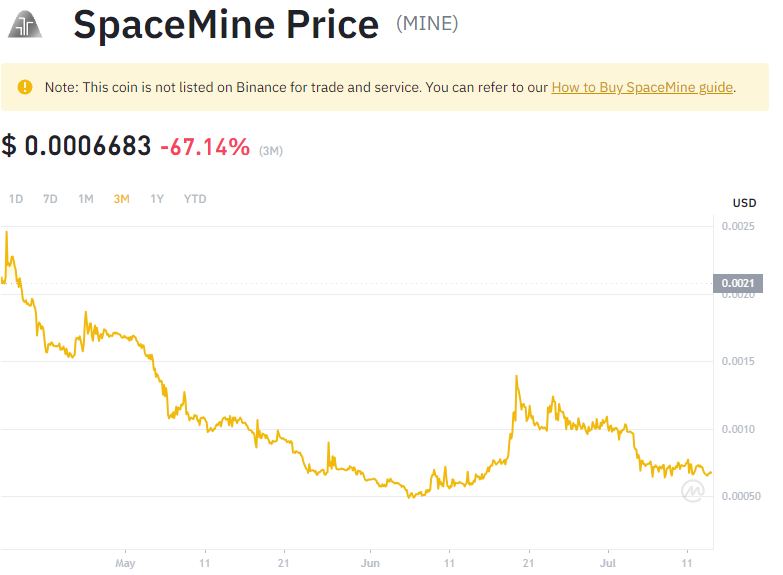 SpaceMine Price (MINE)
Note: This coin is not listed on Binance for trade and service. You can refer to our How to Buy SpaceMine guide.
$ 0.0006683 -67.14% (3M)
1D 7D 1M 3M 1Y YTD
USD
0.0025
0.0021
0.0020
0.0015
0.0010
0.00050
May 11 21 Jun 11 21 Jul 11